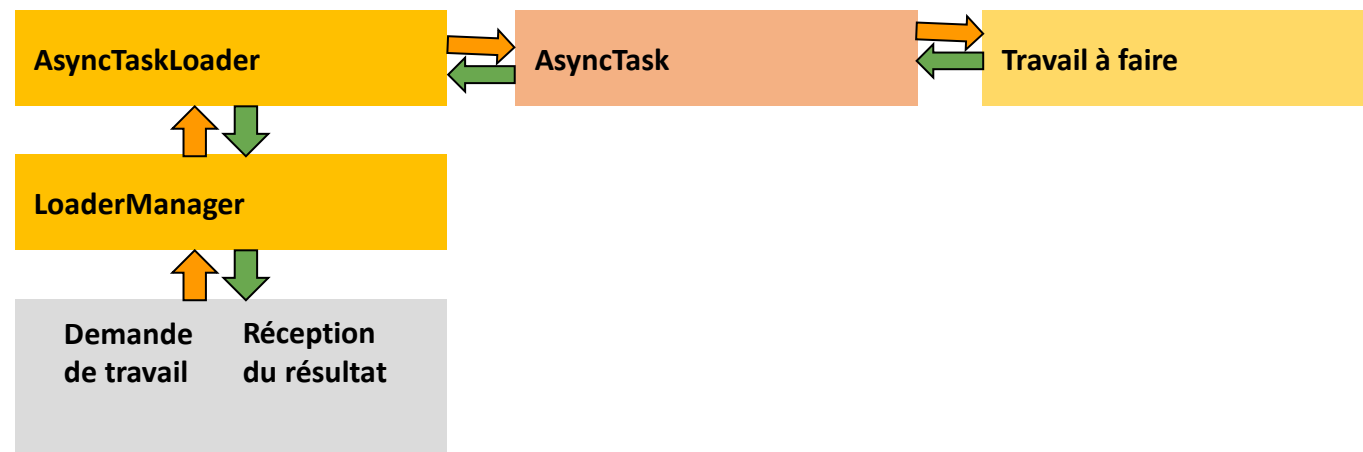 AsyncTaskLoader
AsyncTask
Travail à faire
LoaderManager
Demande
de travail
Réception
du résultat